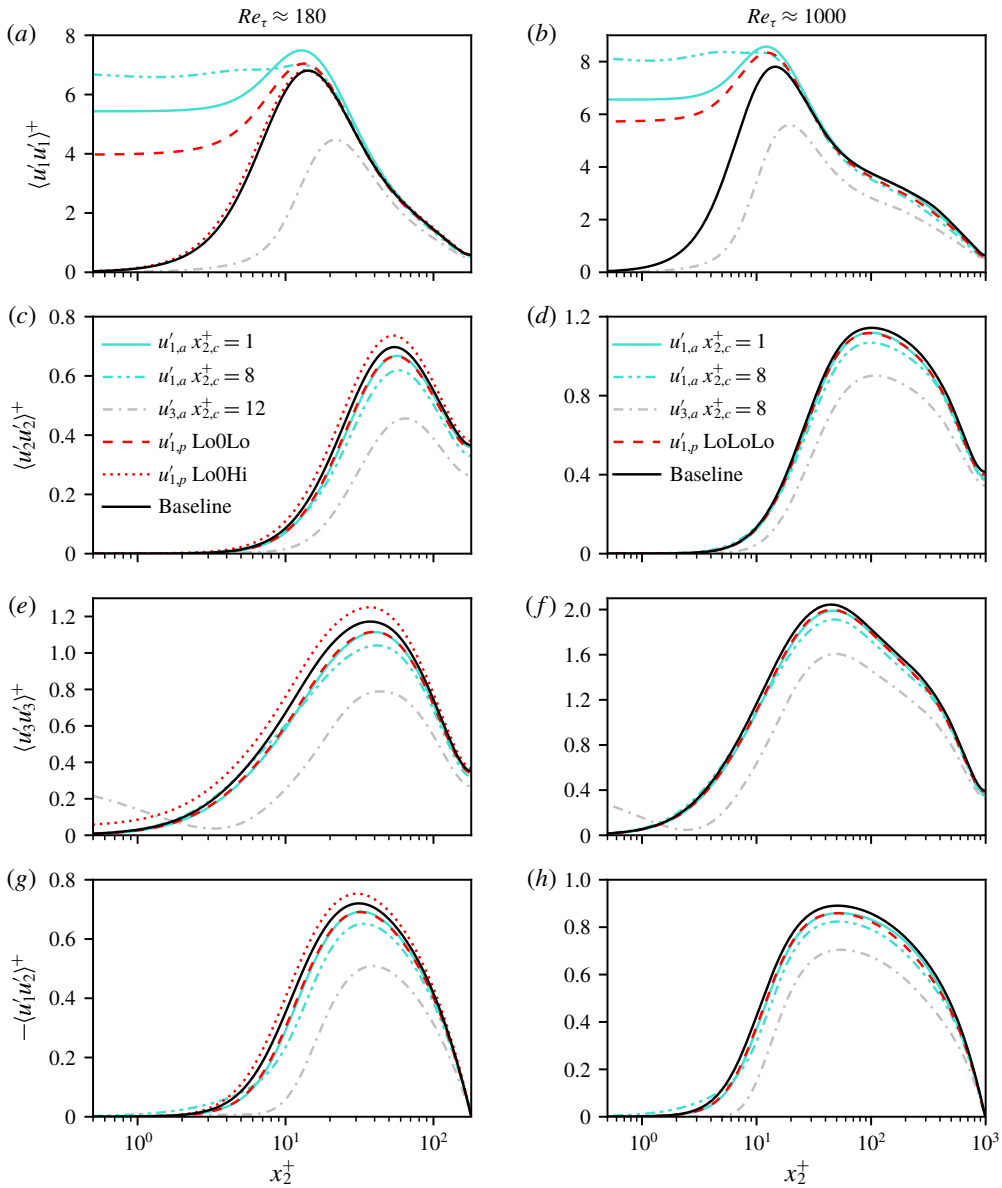 Re_τ ≈ 180
Re_τ ≈ 1000
(a)
8
6
4
2
0
⟨u′₁u′₁⟩⁺
(b)
8
6
4
2
0
(c)
0.8
0.6
0.4
0.2
0
⟨u′₂u′₂⟩⁺
u′₁,ₐ x⁺₂,c = 1
u′₁,ₐ x⁺₂,c = 8
u′₃,ₐ x⁺₂,c = 12
u′₁,ₚ Lo0Lo
u′₁,ₚ Lo0Hi
Baseline
(d)
1.2
0.8
0.4
0
u′₁,ₐ x⁺₂,c = 1
u′₁,ₐ x⁺₂,c = 8
u′₃,ₐ x⁺₂,c = 8
u′₁,ₚ LoLoLo
Baseline
(e)
1.2
1.0
0.8
0.6
0.4
0.2
0
⟨u′₃u′₃⟩⁺
(f)
2.0
1.6
1.2
0.8
0.4
0
(g)
0.8
0.6
0.4
0.2
0
−⟨u′₁u′₂⟩⁺
10⁰ 10¹ 10²
x₂⁺
(h)
1.0
0.8
0.6
0.4
0.2
0
10⁰ 10¹ 10² 10³
x₂⁺